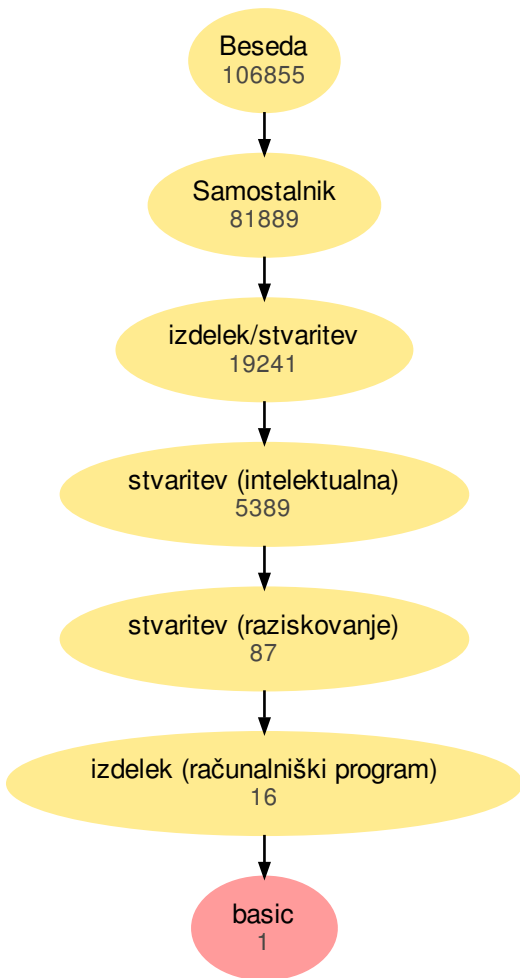 Beseda
106855
Samostalnik
81889
izdelek/stvaritev
19241
stvaritev (intelektualna)
5389
stvaritev (raziskovanje)
87
izdelek (računalniški program)
16
basic
1